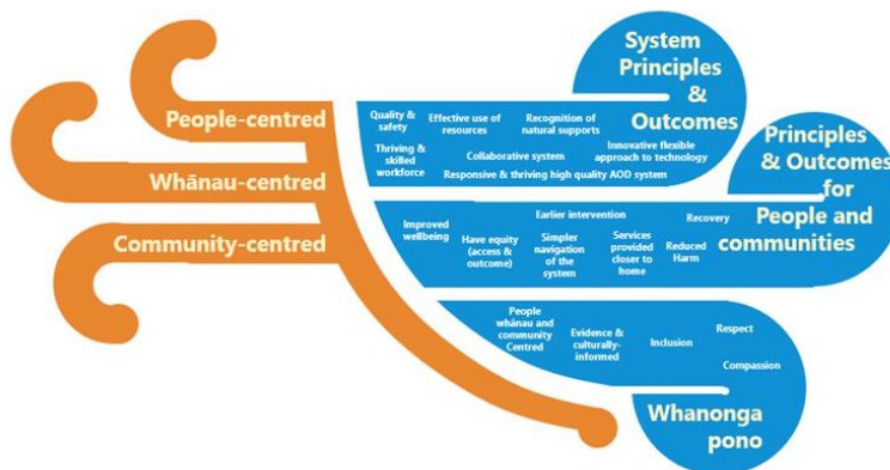 People-centred
Whānau-centred
Community-centred
System
Principles
&
Outcomes
Quality &
safety
Effective use of
resources
Recognition of
natural supports
Thriving &
skilled
workforce
Collaborative system
Innovative flexible
approach to technology
Responsive & thriving high quality AOD system
Principles
& Outcomes
for
People and
communities
Improved
wellbeing
Earlier intervention
Recovery
Have equity
(access &
outcome)
Simpler
navigation
of the
system
Services
provided
closer to
home
Reduced
Harm
People
whānau and
community
Centred
Evidence &
culturally-
informed
Inclusion
Respect
Compassion
Whanonga
pono